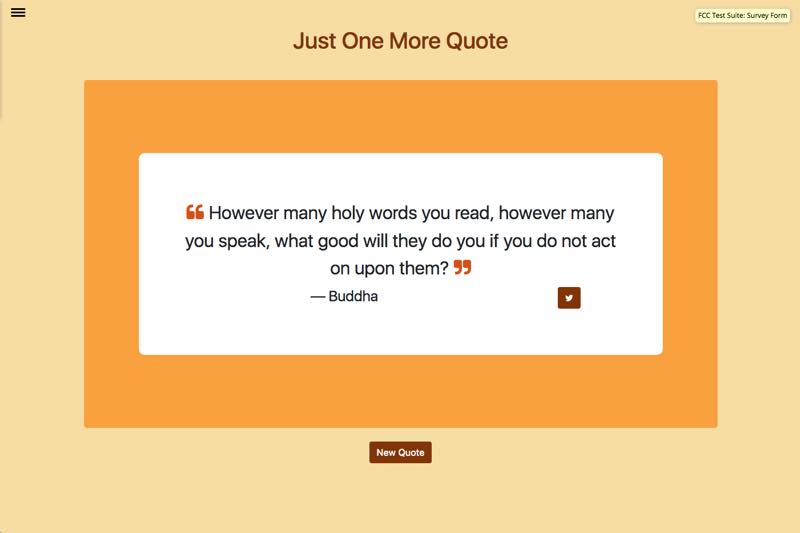 FCC Test Suite: Survey Form
Just One More Quote
However many holy words you read, however many
you speak, what good will they do you if you do not act
on upon them?
— Buddha
New Quote